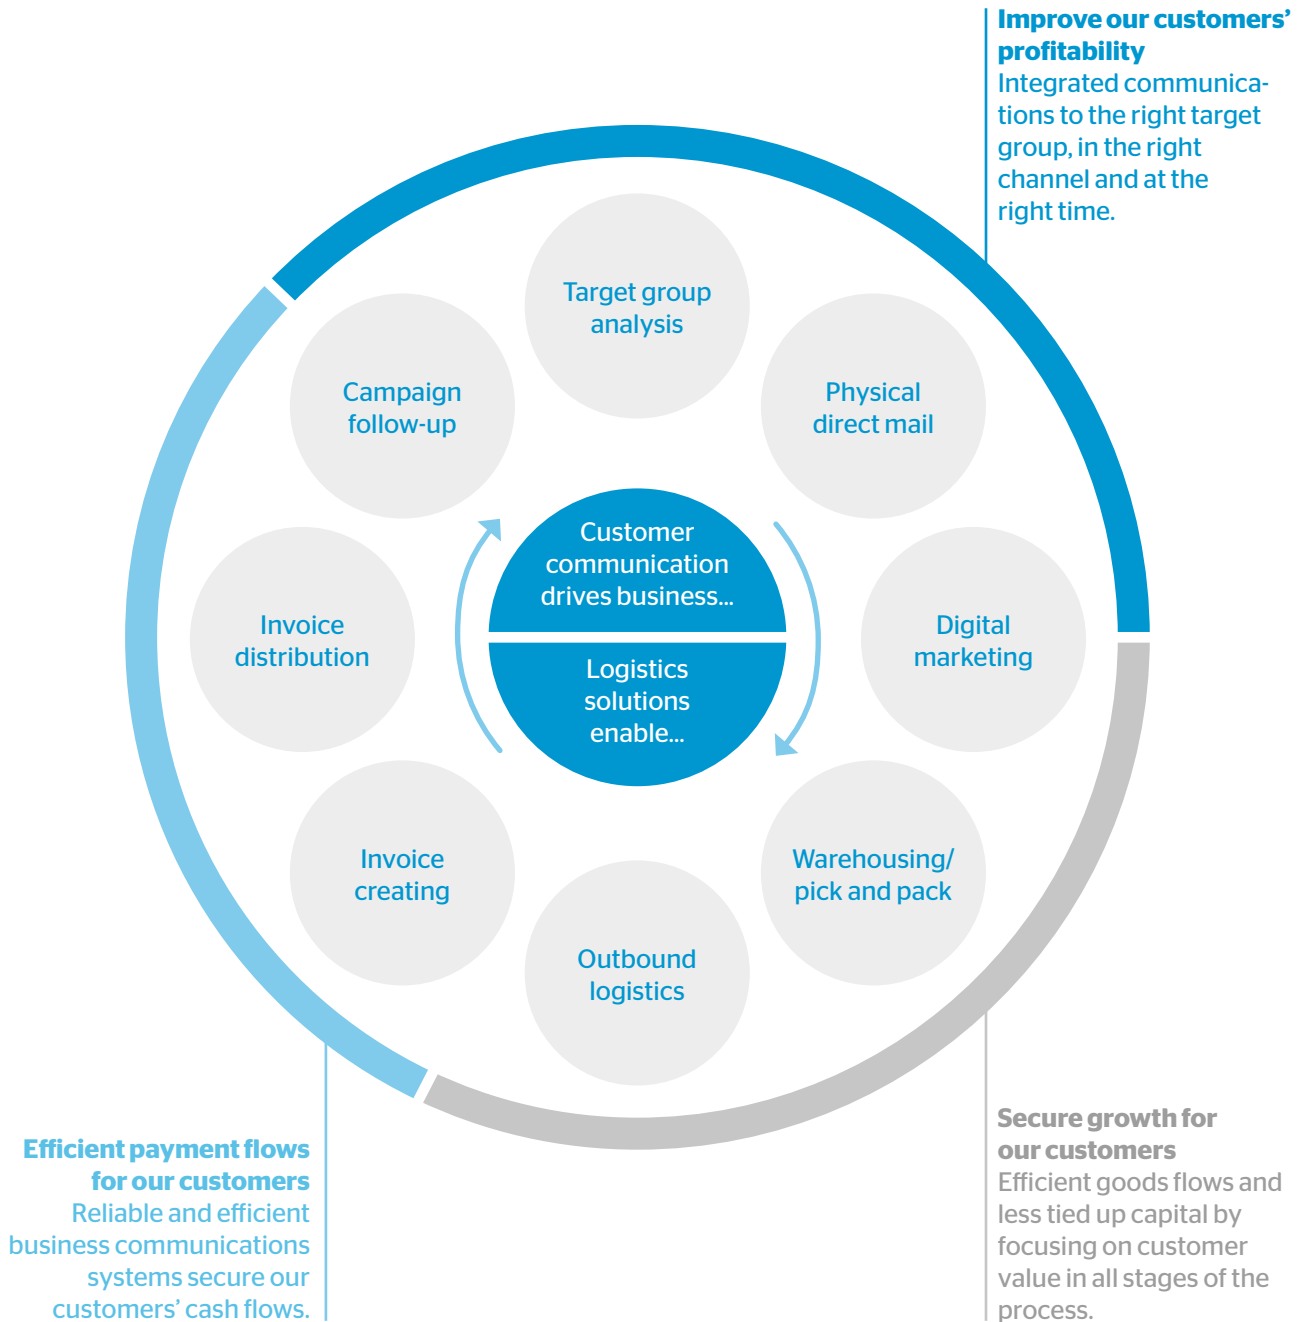 Improve our customers’
profitability
Integrated communica-
tions to the right target
group, in the right
channel and at the
right time.
Target group
analysis
Campaign
follow-up
Physical
direct mail
Customer
communication
drives business...
Invoice
distribution
Digital
marketing
Logistics
solutions
enable...
Invoice
creating
Warehousing/
pick and pack
Outbound
logistics
Efficient payment flows
for our customers
Reliable and efficient
business communications
systems secure our
customers’ cash flows.
Secure growth for
our customers
Efficient goods flows and
less tied up capital by
focusing on customer
value in all stages of the
process.